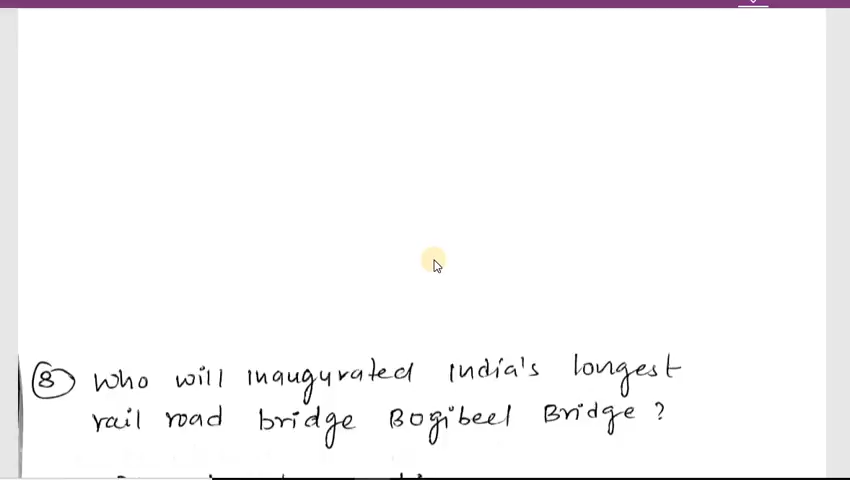 8 Who will inaugurated India's longest
rail road bridge Bogibeel Bridge ?